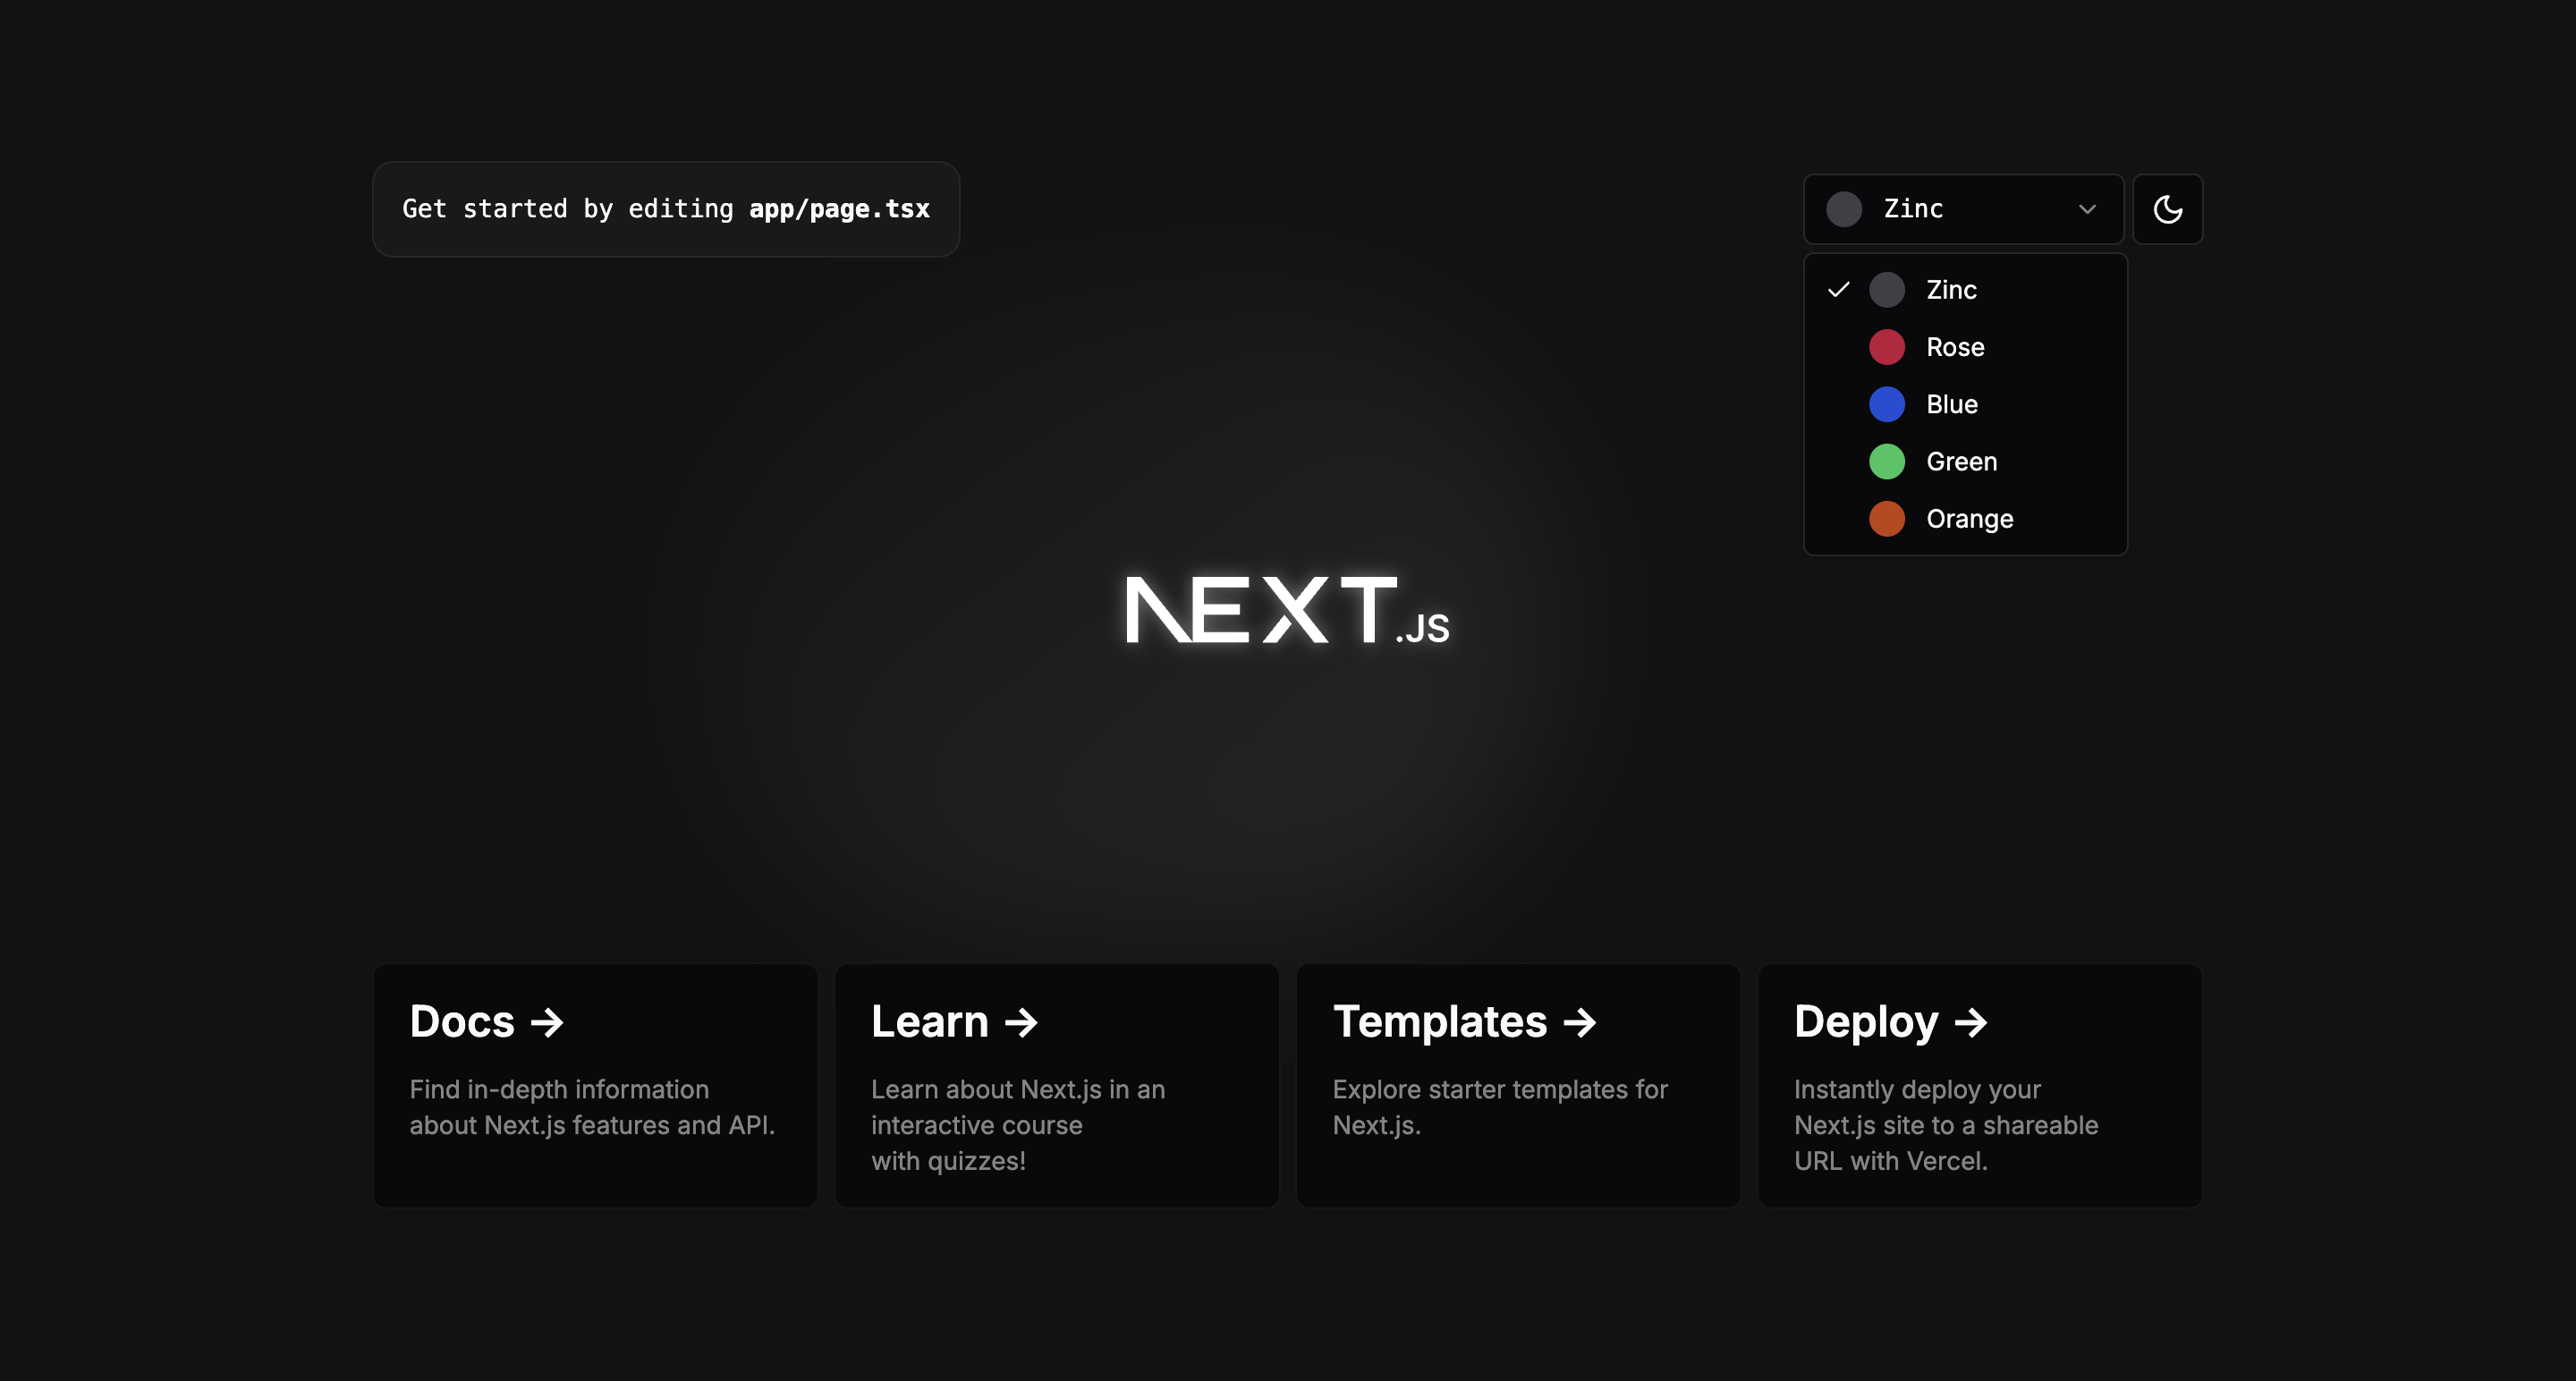 Get started by editing app/page.tsx
Zinc
Zinc
Rose
Blue
Green
Orange
NEXT.JS
Docs →
Find in-depth information
about Next.js features and API.
Learn →
Learn about Next.js in an
interactive course
with quizzes!
Templates →
Explore starter templates for
Next.js.
Deploy →
Instantly deploy your
Next.js site to a shareable
URL with Vercel.